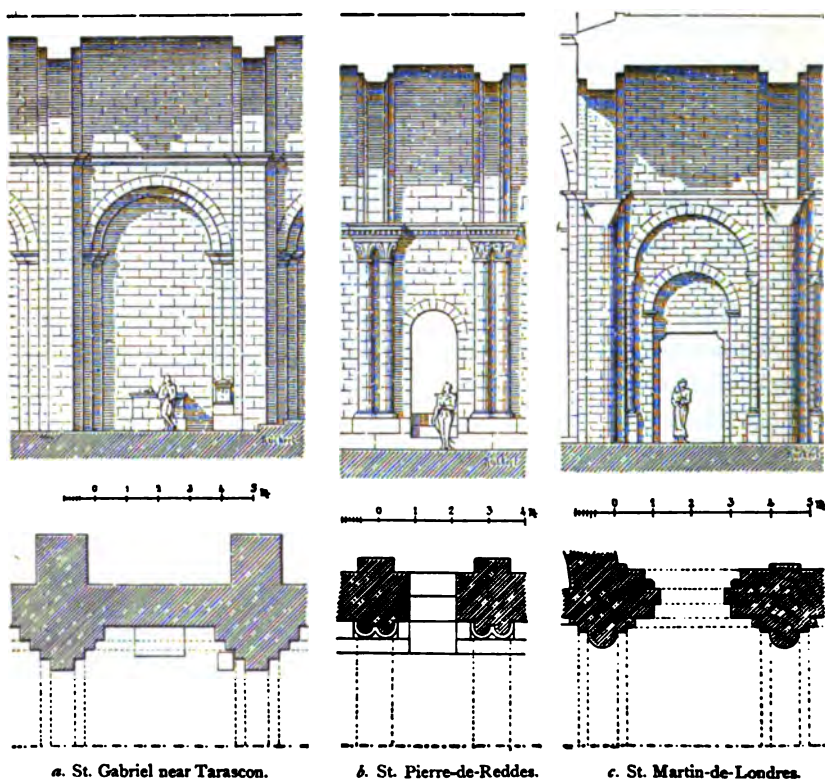 0 1 2 3 4 5 m
0 1 2 3 4 m
0 1 2 3 4 5 m
a. St. Gabriel near Tarascon.
b. St. Pierre-de-Reddes.
c. St. Martin-de-Londres.